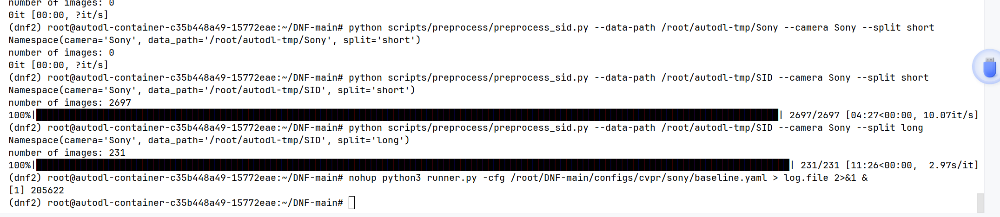 number of images: 0
0it [00:00, ?it/s]
(dnf2) root@autodl-container-c35b448a49-15772eae:~/DNF-main# python scripts/preprocess/preprocess_sid.py --data-path /root/autodl-tmp/Sony --camera Sony --split short
Namespace(camera='Sony', data_path='/root/autodl-tmp/Sony', split='short')
number of images: 0
0it [00:00, ?it/s]
(dnf2) root@autodl-container-c35b448a49-15772eae:~/DNF-main# python scripts/preprocess/preprocess_sid.py --data-path /root/autodl-tmp/SID --camera Sony --split short
Namespace(camera='Sony', data_path='/root/autodl-tmp/SID', split='short')
number of images: 2697
100%| | 2697/2697 [04:27<00:00, 10.07it/s]
(dnf2) root@autodl-container-c35b448a49-15772eae:~/DNF-main# python scripts/preprocess/preprocess_sid.py --data-path /root/autodl-tmp/SID --camera Sony --split long
Namespace(camera='Sony', data_path='/root/autodl-tmp/SID', split='long')
number of images: 231
100%| | 231/231 [11:26<00:00,  2.97s/it]
(dnf2) root@autodl-container-c35b448a49-15772eae:~/DNF-main# nohup python3 runner.py -cfg /root/DNF-main/configs/cvpr/sony/baseline.yaml > log.file 2>&1 &
[1] 205622
(dnf2) root@autodl-container-c35b448a49-15772eae:~/DNF-main#